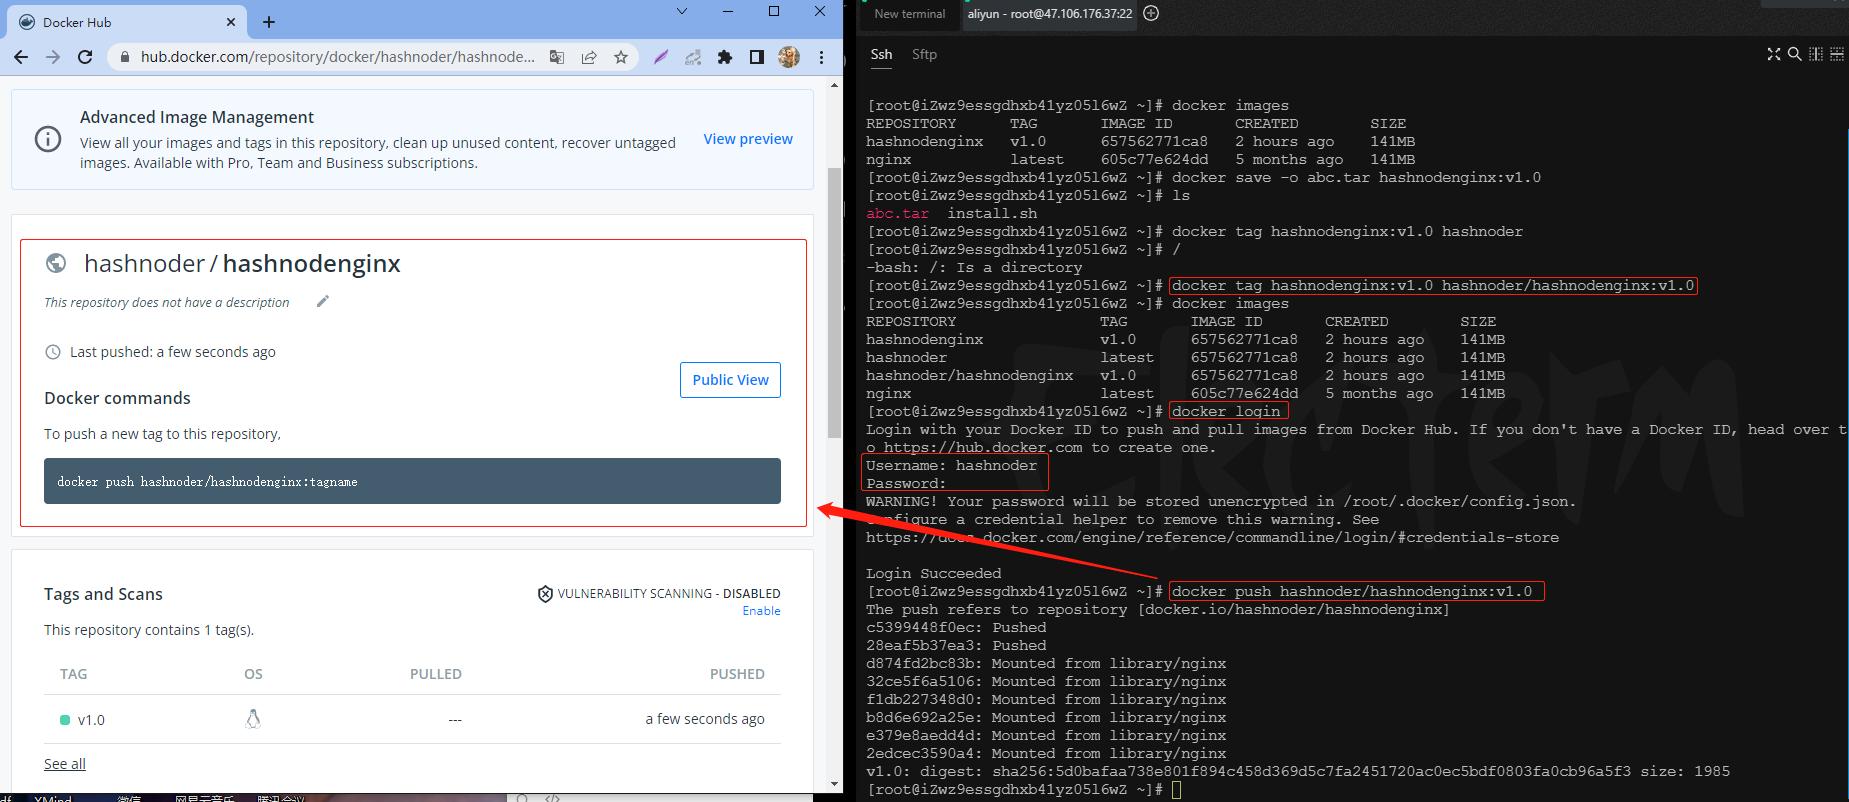 Docker Hub
hub.docker.com/repository/docker/hashnoder/hashnode...
Advanced Image Management
View all your images and tags in this repository, clean up unused content, recover untagged
images. Available with Pro, Team and Business subscriptions.
View preview
hashnoder / hashnodenginx
This repository does not have a description
Last pushed: a few seconds ago
Public View
Docker commands
To push a new tag to this repository,
docker push hashnoder/hashnodenginx:tagname
Tags and Scans
VULNERABILITY SCANNING - DISABLED
Enable
This repository contains 1 tag(s).
TAG OS PULLED PUSHED
v1.0 --- a few seconds ago
See all
XMind 微信 网易云音乐 腾讯会议
New terminal
aliyun - root@47.106.176.37:22
Ssh Sftp
[root@iZwz9essgdhxb41yz05l6wZ ~]# docker images
REPOSITORY TAG IMAGE ID CREATED SIZE
hashnodenginx v1.0 657562771ca8 2 hours ago 141MB
nginx latest 605c77e624dd 5 months ago 141MB
[root@iZwz9essgdhxb41yz05l6wZ ~]# docker save -o abc.tar hashnodenginx:v1.0
[root@iZwz9essgdhxb41yz05l6wZ ~]# ls
abc.tar install.sh
[root@iZwz9essgdhxb41yz05l6wZ ~]# docker tag hashnodenginx:v1.0 hashnoder
[root@iZwz9essgdhxb41yz05l6wZ ~]# /
-bash: /: Is a directory
[root@iZwz9essgdhxb41yz05l6wZ ~]# docker tag hashnodenginx:v1.0 hashnoder/hashnodenginx:v1.0
[root@iZwz9essgdhxb41yz05l6wZ ~]# docker images
REPOSITORY TAG IMAGE ID CREATED SIZE
hashnodenginx v1.0 657562771ca8 2 hours ago 141MB
hashnoder latest 657562771ca8 2 hours ago 141MB
hashnoder/hashnodenginx v1.0 657562771ca8 2 hours ago 141MB
nginx latest 605c77e624dd 5 months ago 141MB
[root@iZwz9essgdhxb41yz05l6wZ ~]# docker login
Login with your Docker ID to push and pull images from Docker Hub. If you don't have a Docker ID, head over t
o https://hub.docker.com to create one.
Username: hashnoder
Password:
WARNING! Your password will be stored unencrypted in /root/.docker/config.json.
Configure a credential helper to remove this warning. See
https://docs.docker.com/engine/reference/commandline/login/#credentials-store
Login Succeeded
[root@iZwz9essgdhxb41yz05l6wZ ~]# docker push hashnoder/hashnodenginx:v1.0
The push refers to repository [docker.io/hashnoder/hashnodenginx]
c5399448f0ec: Pushed
28eaf5b37ea3: Pushed
d874fd2bc83b: Mounted from library/nginx
32ce5f6a5106: Mounted from library/nginx
f1db227348d0: Mounted from library/nginx
b8d6e692a25e: Mounted from library/nginx
e379e8aedd4d: Mounted from library/nginx
2edcec3590a4: Mounted from library/nginx
v1.0: digest: sha256:5d0bafaa738e801f894c458d369d5c7fa2451720ac0ec5bdf0803fa0cb96a5f3 size: 1985
[root@iZwz9essgdhxb41yz05l6wZ ~]#